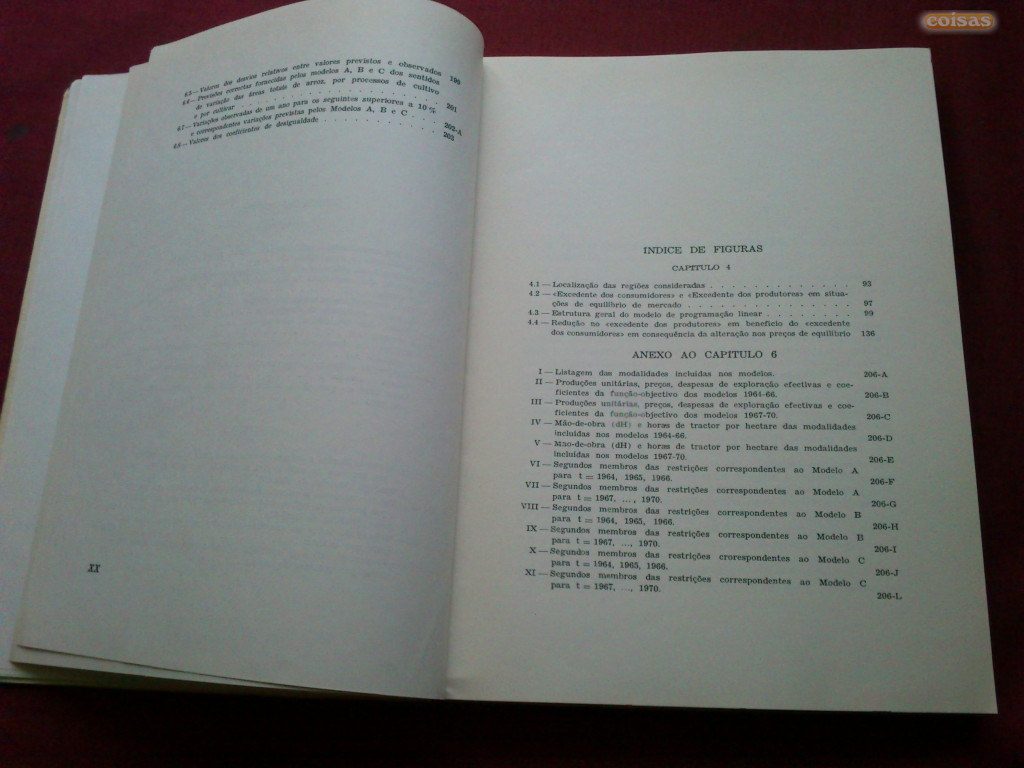 4.5—Valores dos desvios relativos entre valores previstos e observados 199
4.6—Previsões correctas fornecidas pelos modelos A, B e C dos sentidos
de variação das áreas totais de arroz, por processos de cultivo
e por cultivar . . . . . . . . . . . . . . . 201
4.7—Variações observadas de um ano para os seguintes superiores a 10 %
e correspondentes variações previstas pelos Modelos A, B e C . . . 202-A
4.8—Valores dos coeficientes de desigualdade . . . . . . . . . 203
XX
ÍNDICE DE FIGURAS
CAPITULO 4
4.1—Localização das regiões consideradas . . . . . . . . . . . . 93
4.2—«Excedente dos consumidores» e «Excedente dos produtores» em situa-
ções de equilíbrio de mercado . . . . . . . . . . . . . 97
4.3—Estrutura geral do modelo de programação linear . . . . . . . . 99
4.4—Redução no «excedente dos produtores» em benefício do «excedente
dos consumidores» em consequência da alteração nos preços de equilíbrio 136
ANEXO AO CAPITULO 6
I—Listagem das modalidades incluídas nos modelos. 206-A
II—Produções unitárias, preços, despesas de exploração efectivas e coe-
ficientes da função-objectivo dos modelos 1964-66. 206-B
III—Produções unitárias, preços, despesas de exploração efectivas e coe-
ficientes da função-objectivo dos modelos 1967-70. 206-C
IV—Mão-de-obra (dH) e horas de tractor por hectare das modalidades
incluídas nos modelos 1964-66. 206-D
V—Mão-de-obra (dH) e horas de tractor por hectare das modalidades
incluídas nos modelos 1967-70. 206-E
VI—Segundos membros das restrições correspondentes ao Modelo A
para t = 1964, 1965, 1966. 206-F
VII—Segundos membros das restrições correspondentes ao Modelo A
para t = 1967, ..., 1970. 206-G
VIII—Segundos membros das restrições correspondentes ao Modelo B
para t = 1964, 1965, 1966. 206-H
IX—Segundos membros das restrições correspondentes ao Modelo B
para t = 1967, ..., 1970. 206-I
X—Segundos membros das restrições crorespondentes ao Modelo C
para t = 1964, 1965, 1966. 206-J
XI—Segundos membros das restrições correspondentes ao Modelo C
para t = 1967, ..., 1970. 206-L
coisas